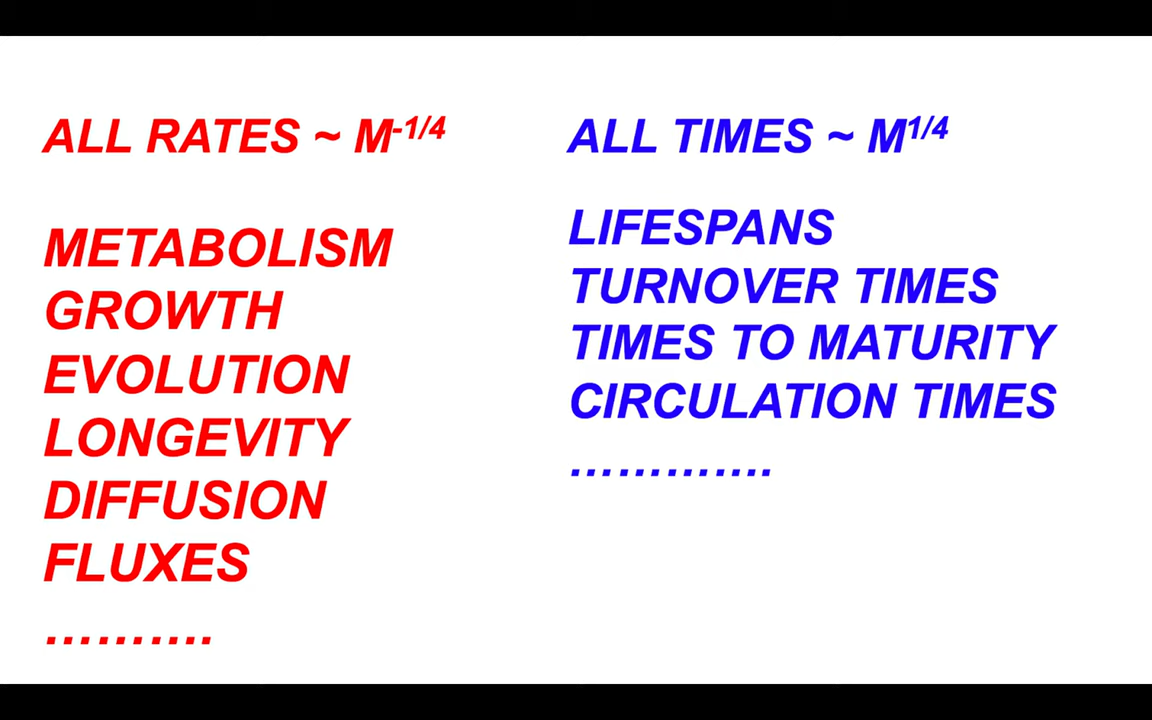 ALL RATES ~ M-1/4
METABOLISM
GROWTH
EVOLUTION
LONGEVITY
DIFFUSION
FLUXES
……….
ALL TIMES ~ M1/4
LIFESPANS
TURNOVER TIMES
TIMES TO MATURITY
CIRCULATION TIMES
………….